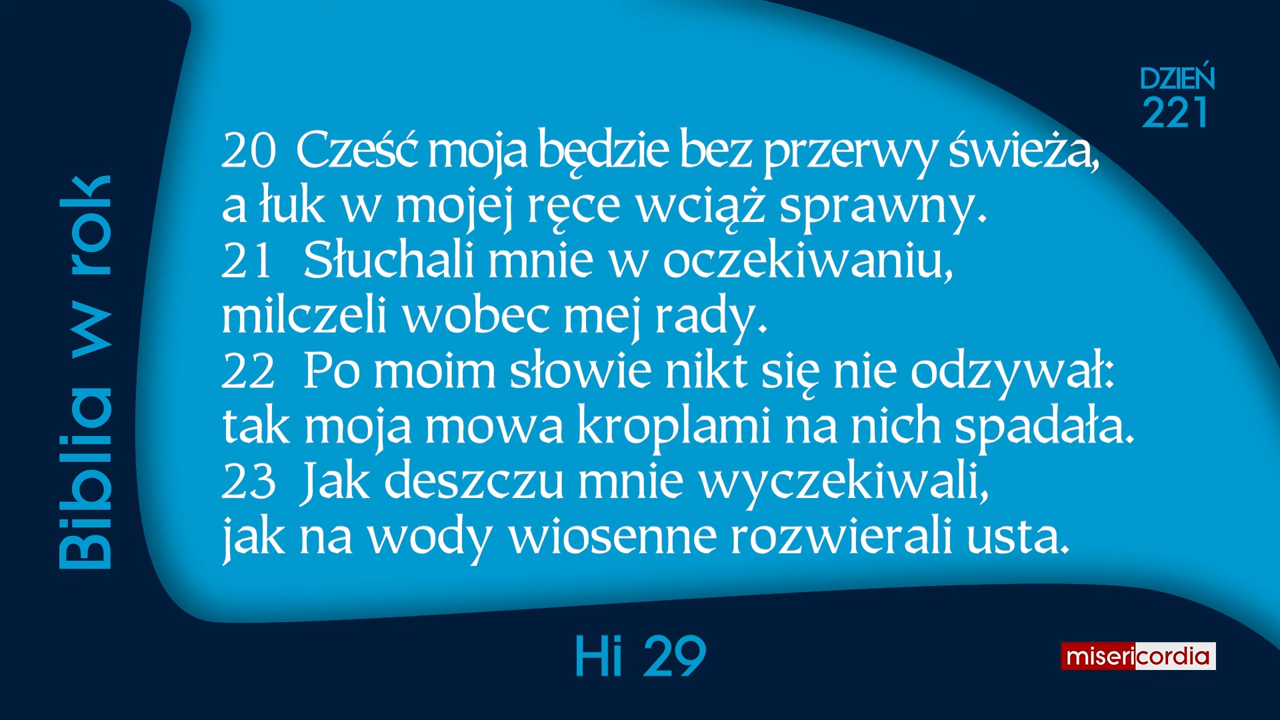 DZIEŃ
221
20 Cześć moja będzie bez przerwy świeża,
a łuk w mojej ręce wciąż sprawny.
21 Słuchali mnie w oczekiwaniu,
milczeli wobec mej rady.
22 Po moim słowie nikt się nie odzywał:
tak moja mowa kroplami na nich spadała.
23 Jak deszczu mnie wyczekiwali,
jak na wody wiosenne rozwierali usta.
Biblia w rok
Hi 29
misericordia